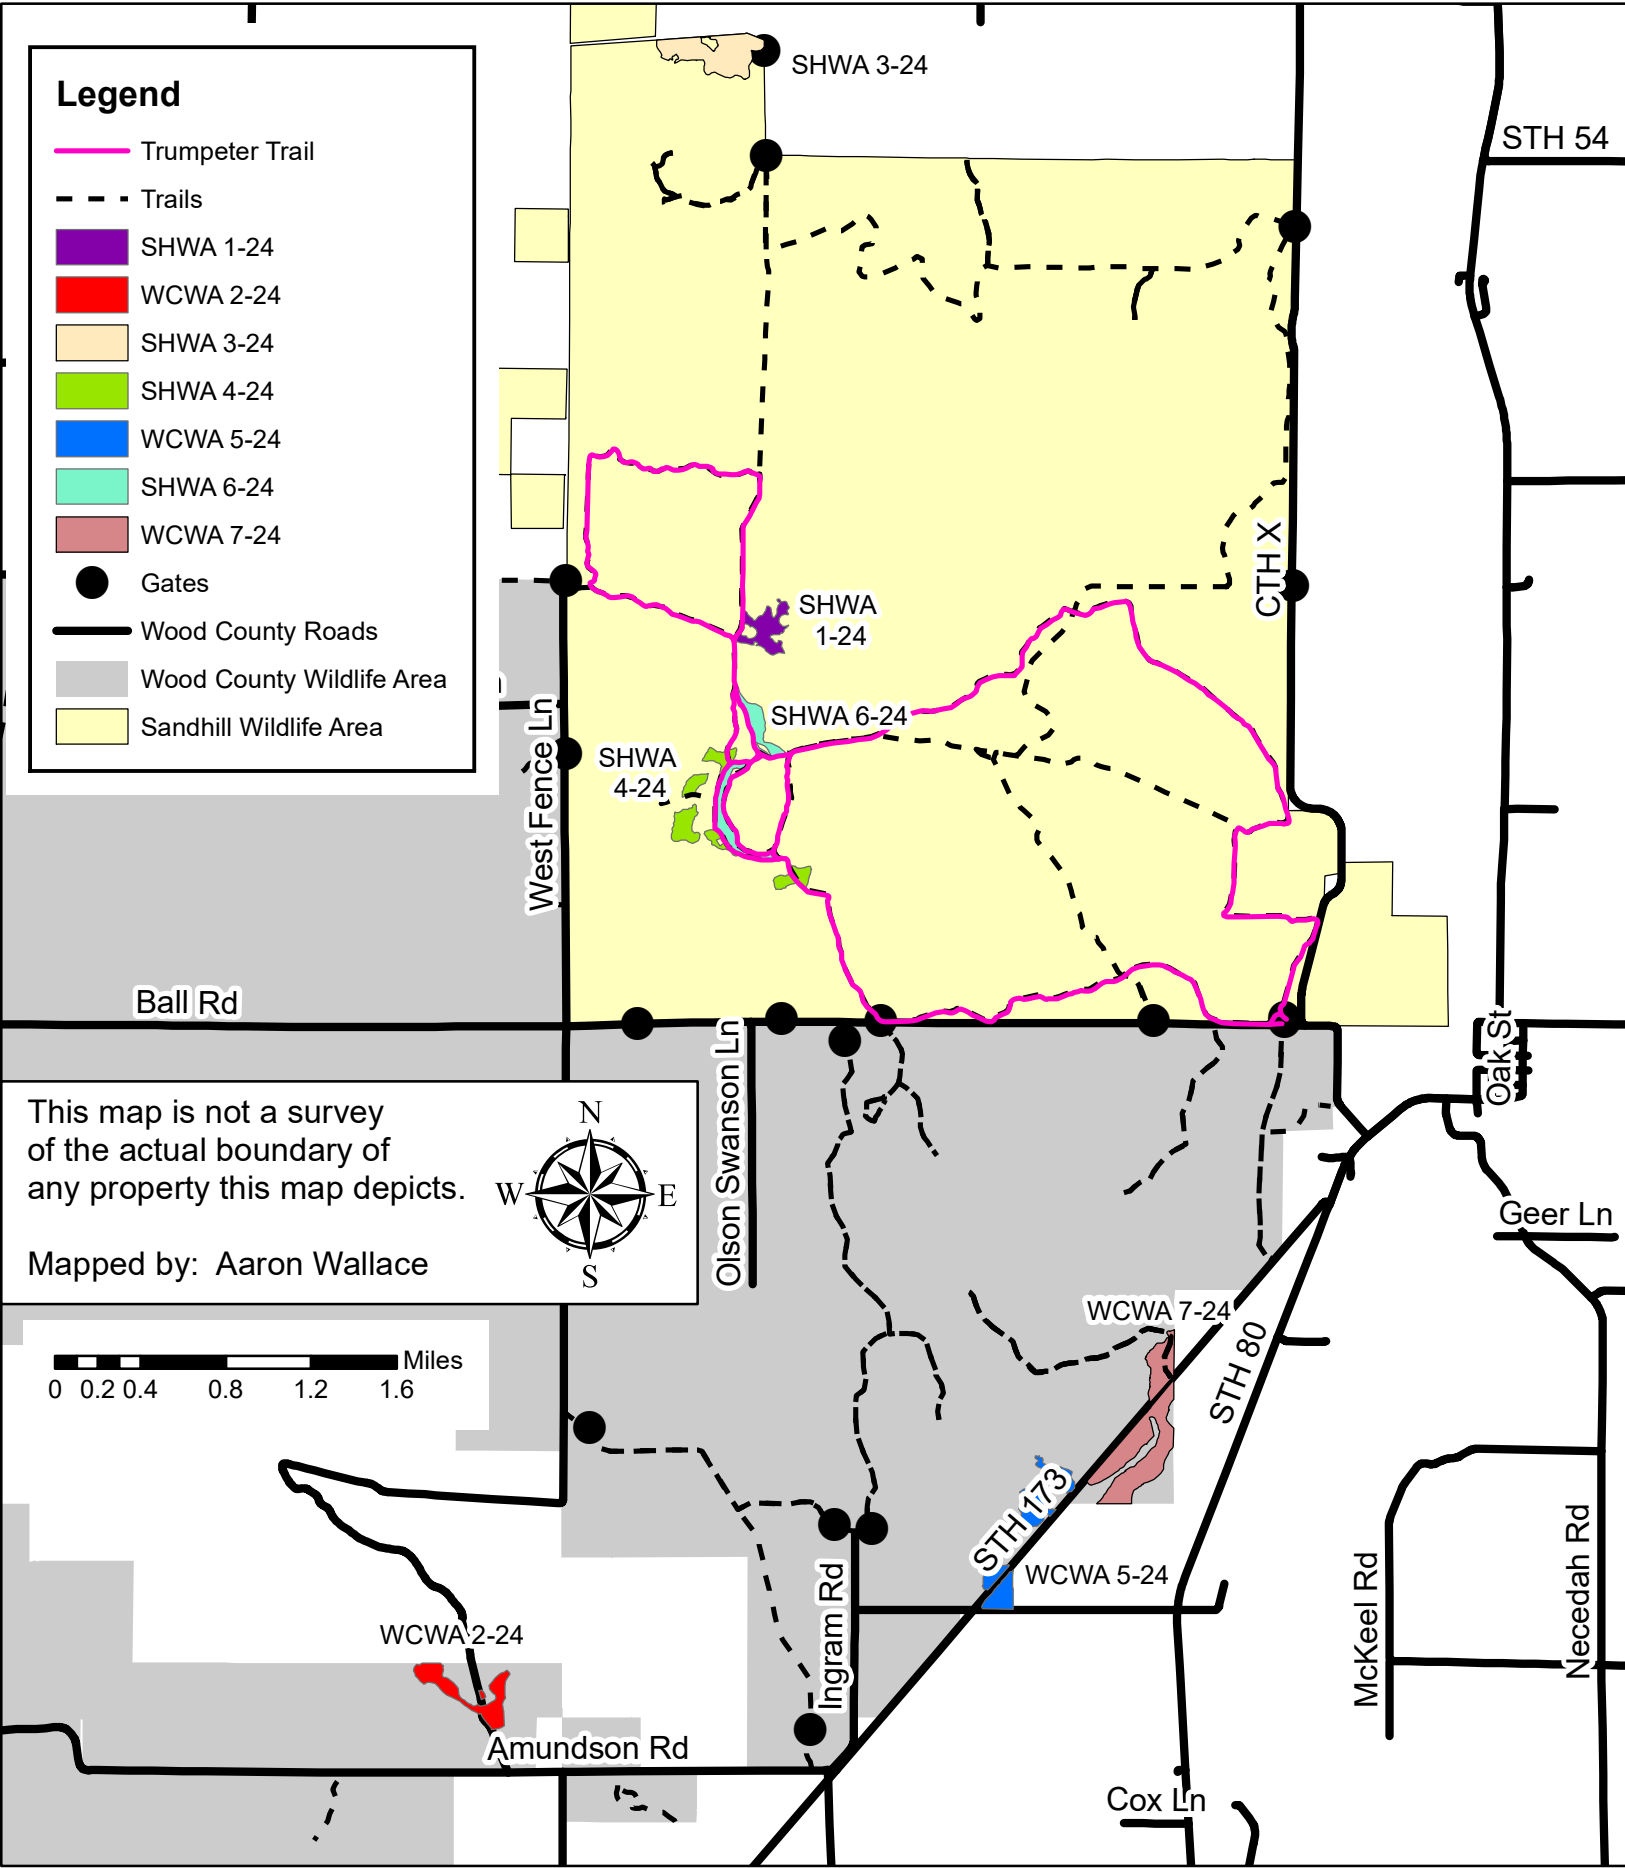 Legend
Trumpeter Trail
Trails
SHWA 1-24
WCWA 2-24
SHWA 3-24
SHWA 4-24
WCWA 5-24
SHWA 6-24
WCWA 7-24
Gates
Wood County Roads
Wood County Wildlife Area
Sandhill Wildlife Area
SHWA 3-24
STH 54
CTH X
SHWA
1-24
SHWA 6-24
SHWA
4-24
West Fence Ln
Ball Rd
Olson Swanson Ln
Oak St
This map is not a survey
of the actual boundary of
any property this map depicts.
Mapped by: Aaron Wallace
N
W
E
S
Geer Ln
WCWA 7-24
STH 80
Miles
0 0.2 0.4 0.8 1.2 1.6
STH 173
WCWA 5-24
Ingram Rd
McKeel Rd
Necedah Rd
WCWA 2-24
Amundson Rd
Cox Ln